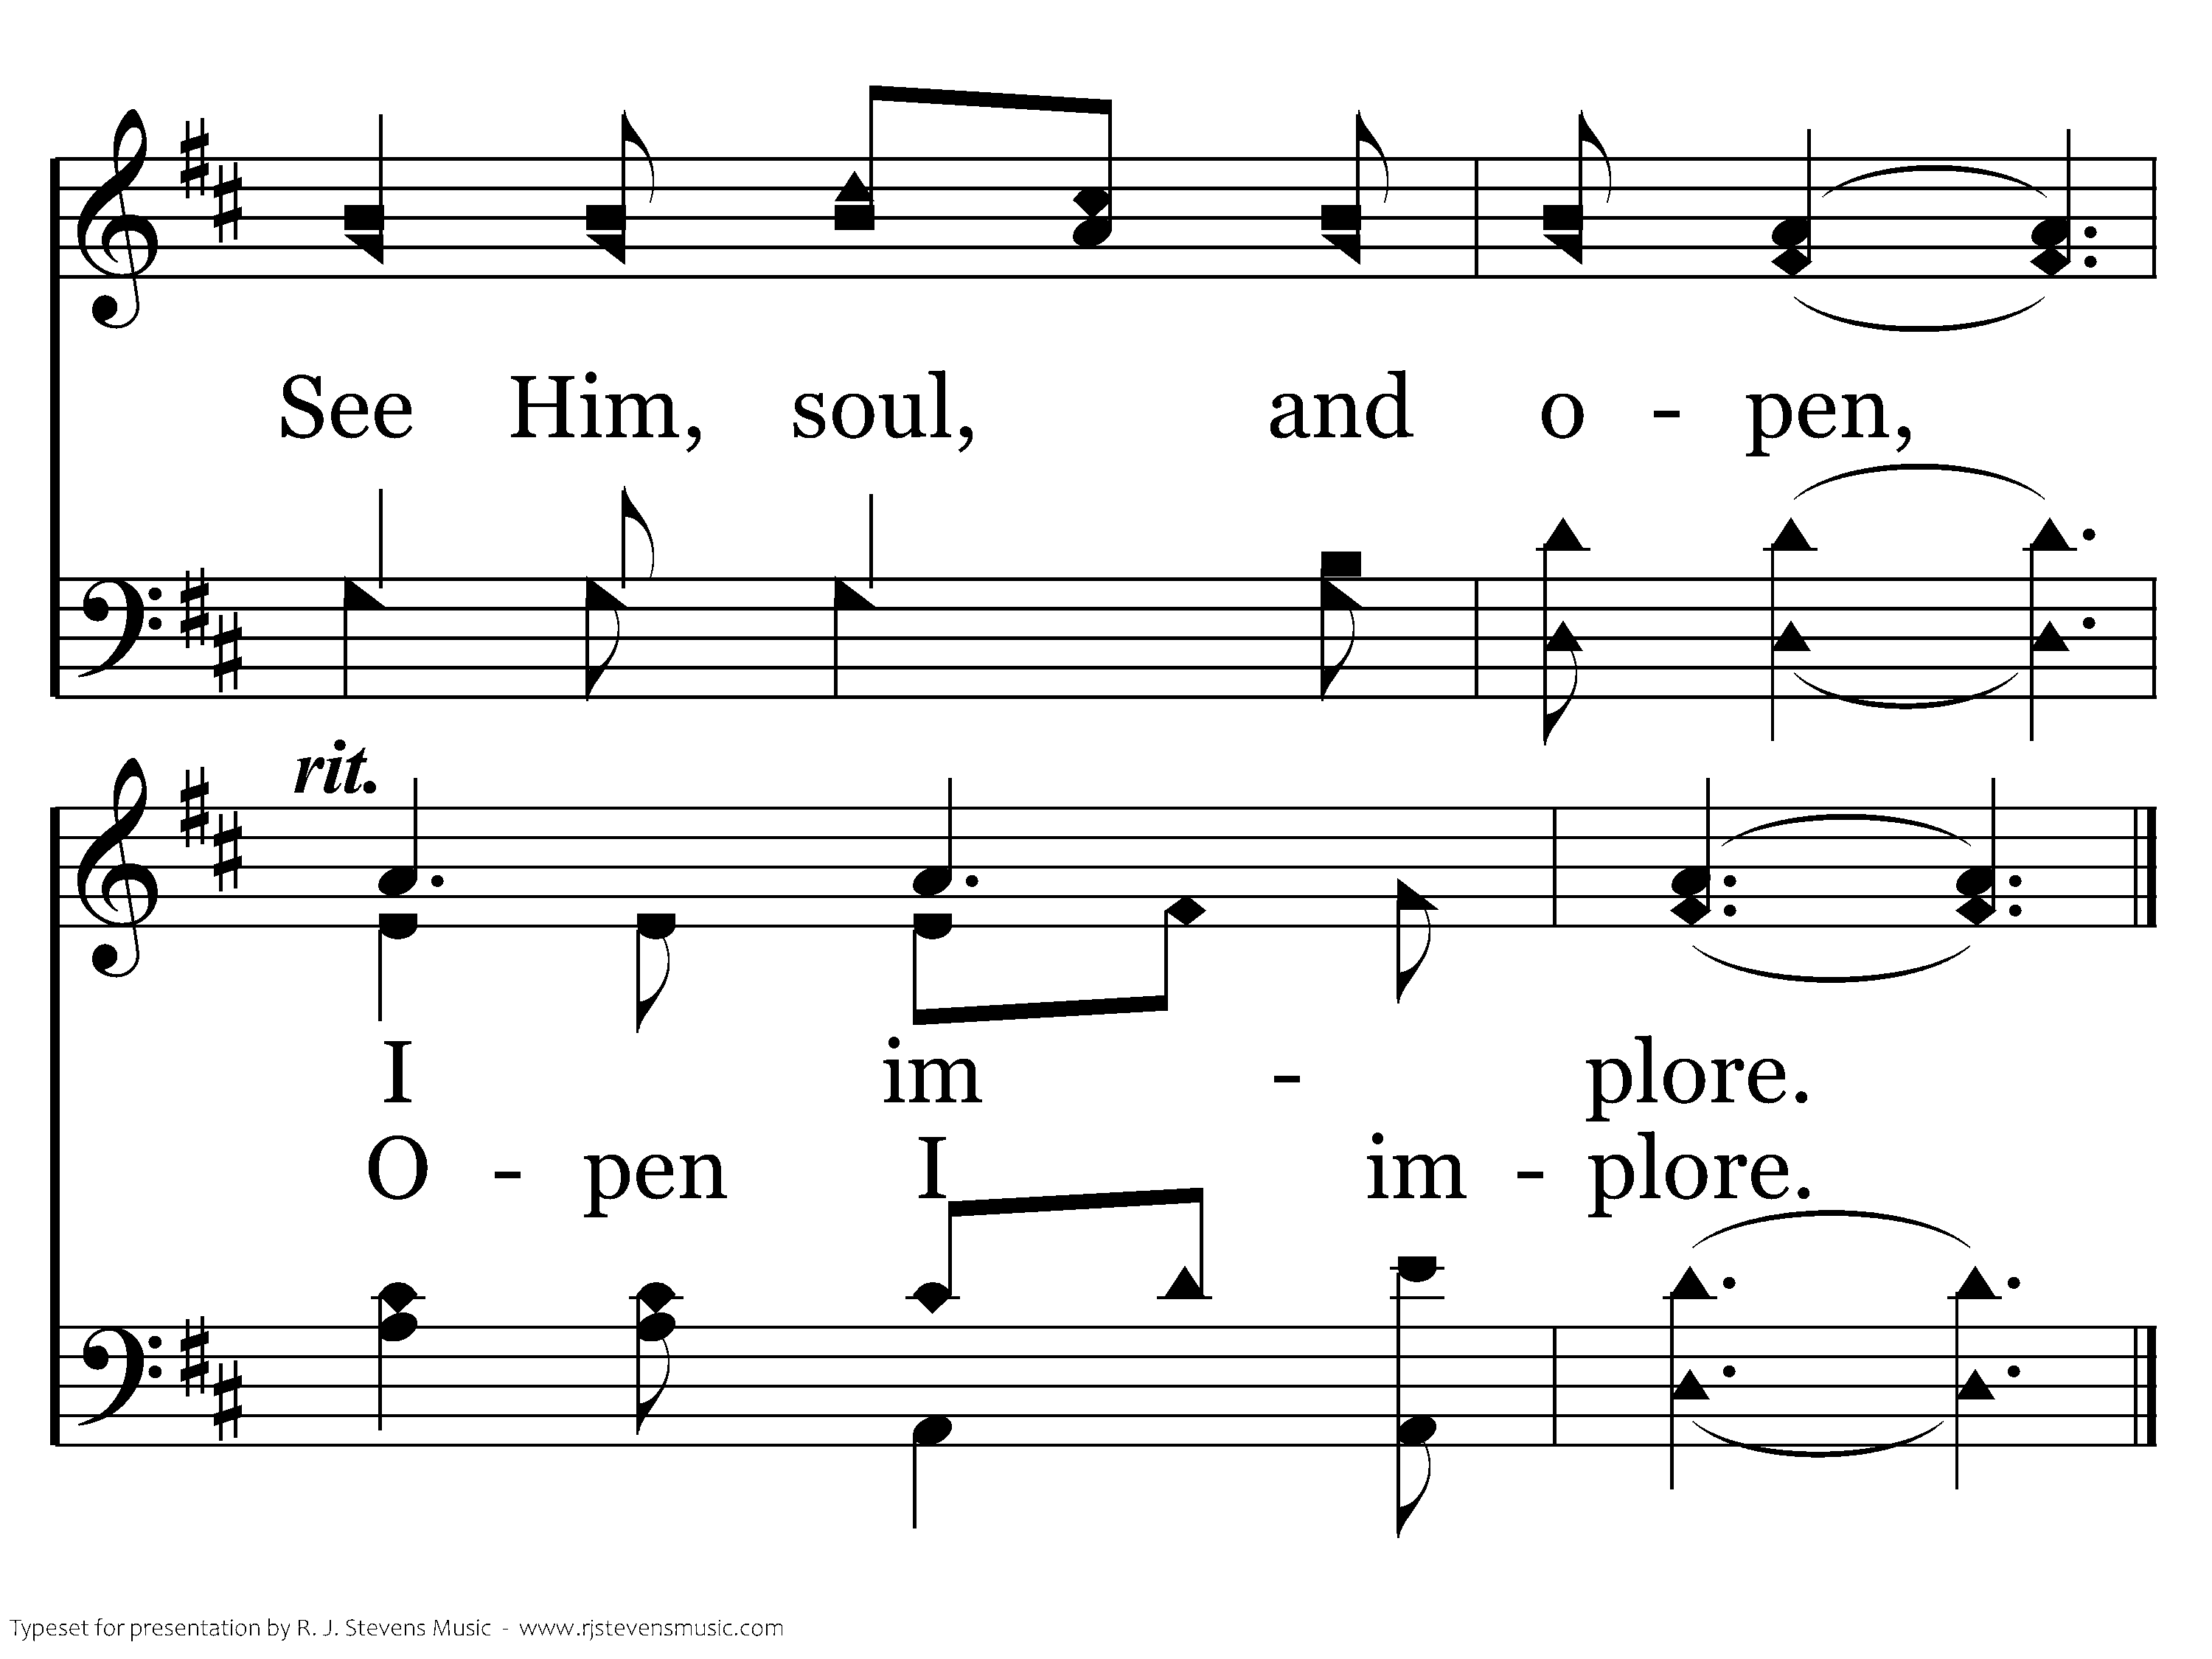 See Him, soul, and o - pen,
rit.
I im - plore.
O - pen I im - plore.
Typeset for presentation by R. J. Stevens Music - www.rjstevensmusic.com